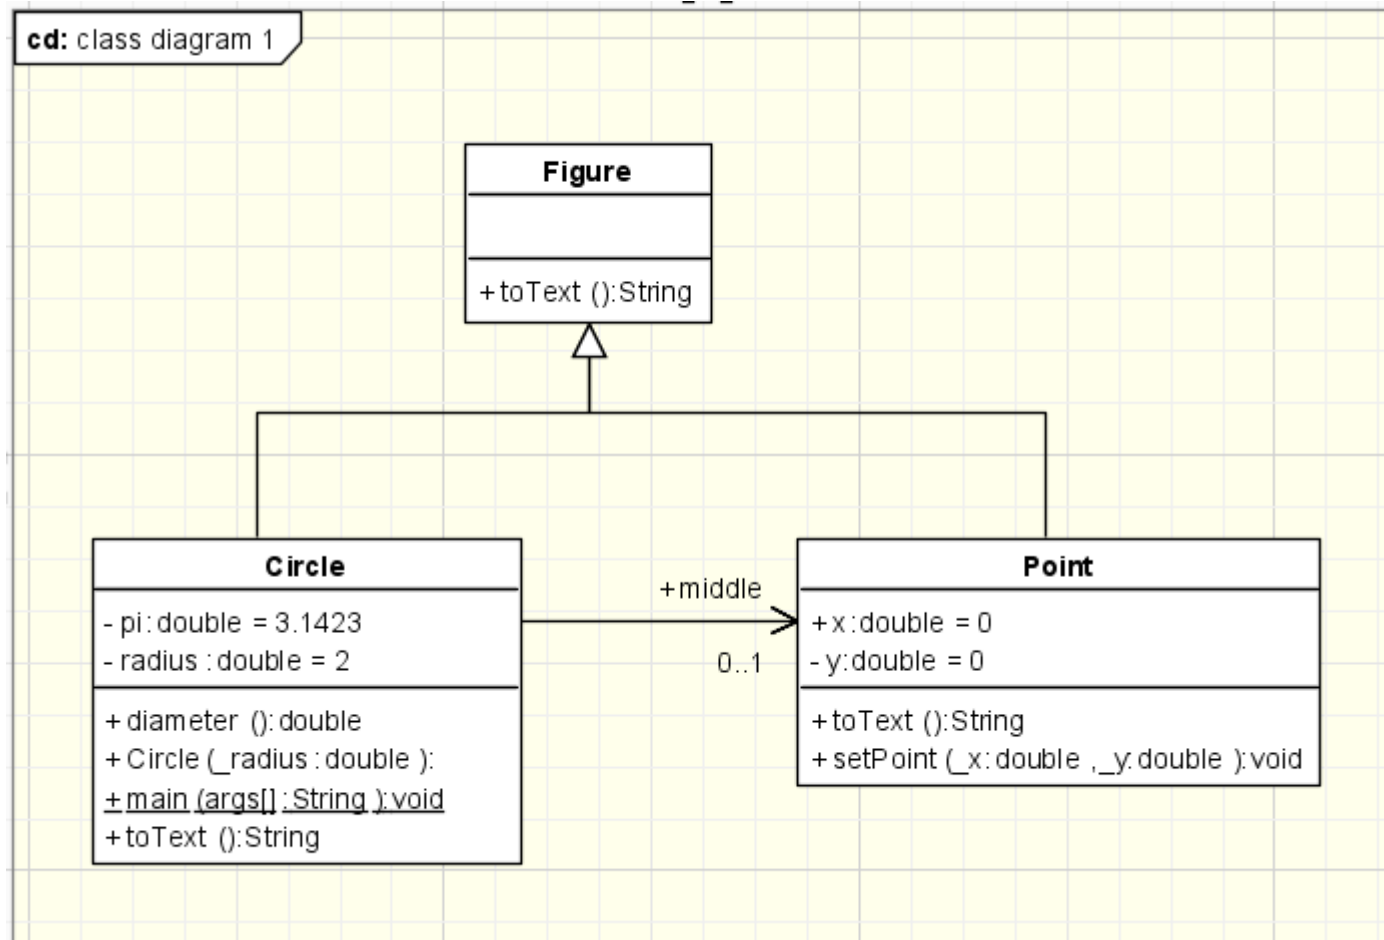 cd: class diagram 1
Figure
+toText ():String
Circle
- pi:double = 3.1423
- radius :double = 2
+diameter ():double
+Circle (_radius :double ):
+main (args[] :String ):void
+toText ():String
+middle
0..1
Point
+x:double = 0
- y:double = 0
+toText ():String
+setPoint (_x:double ,_y:double ):void